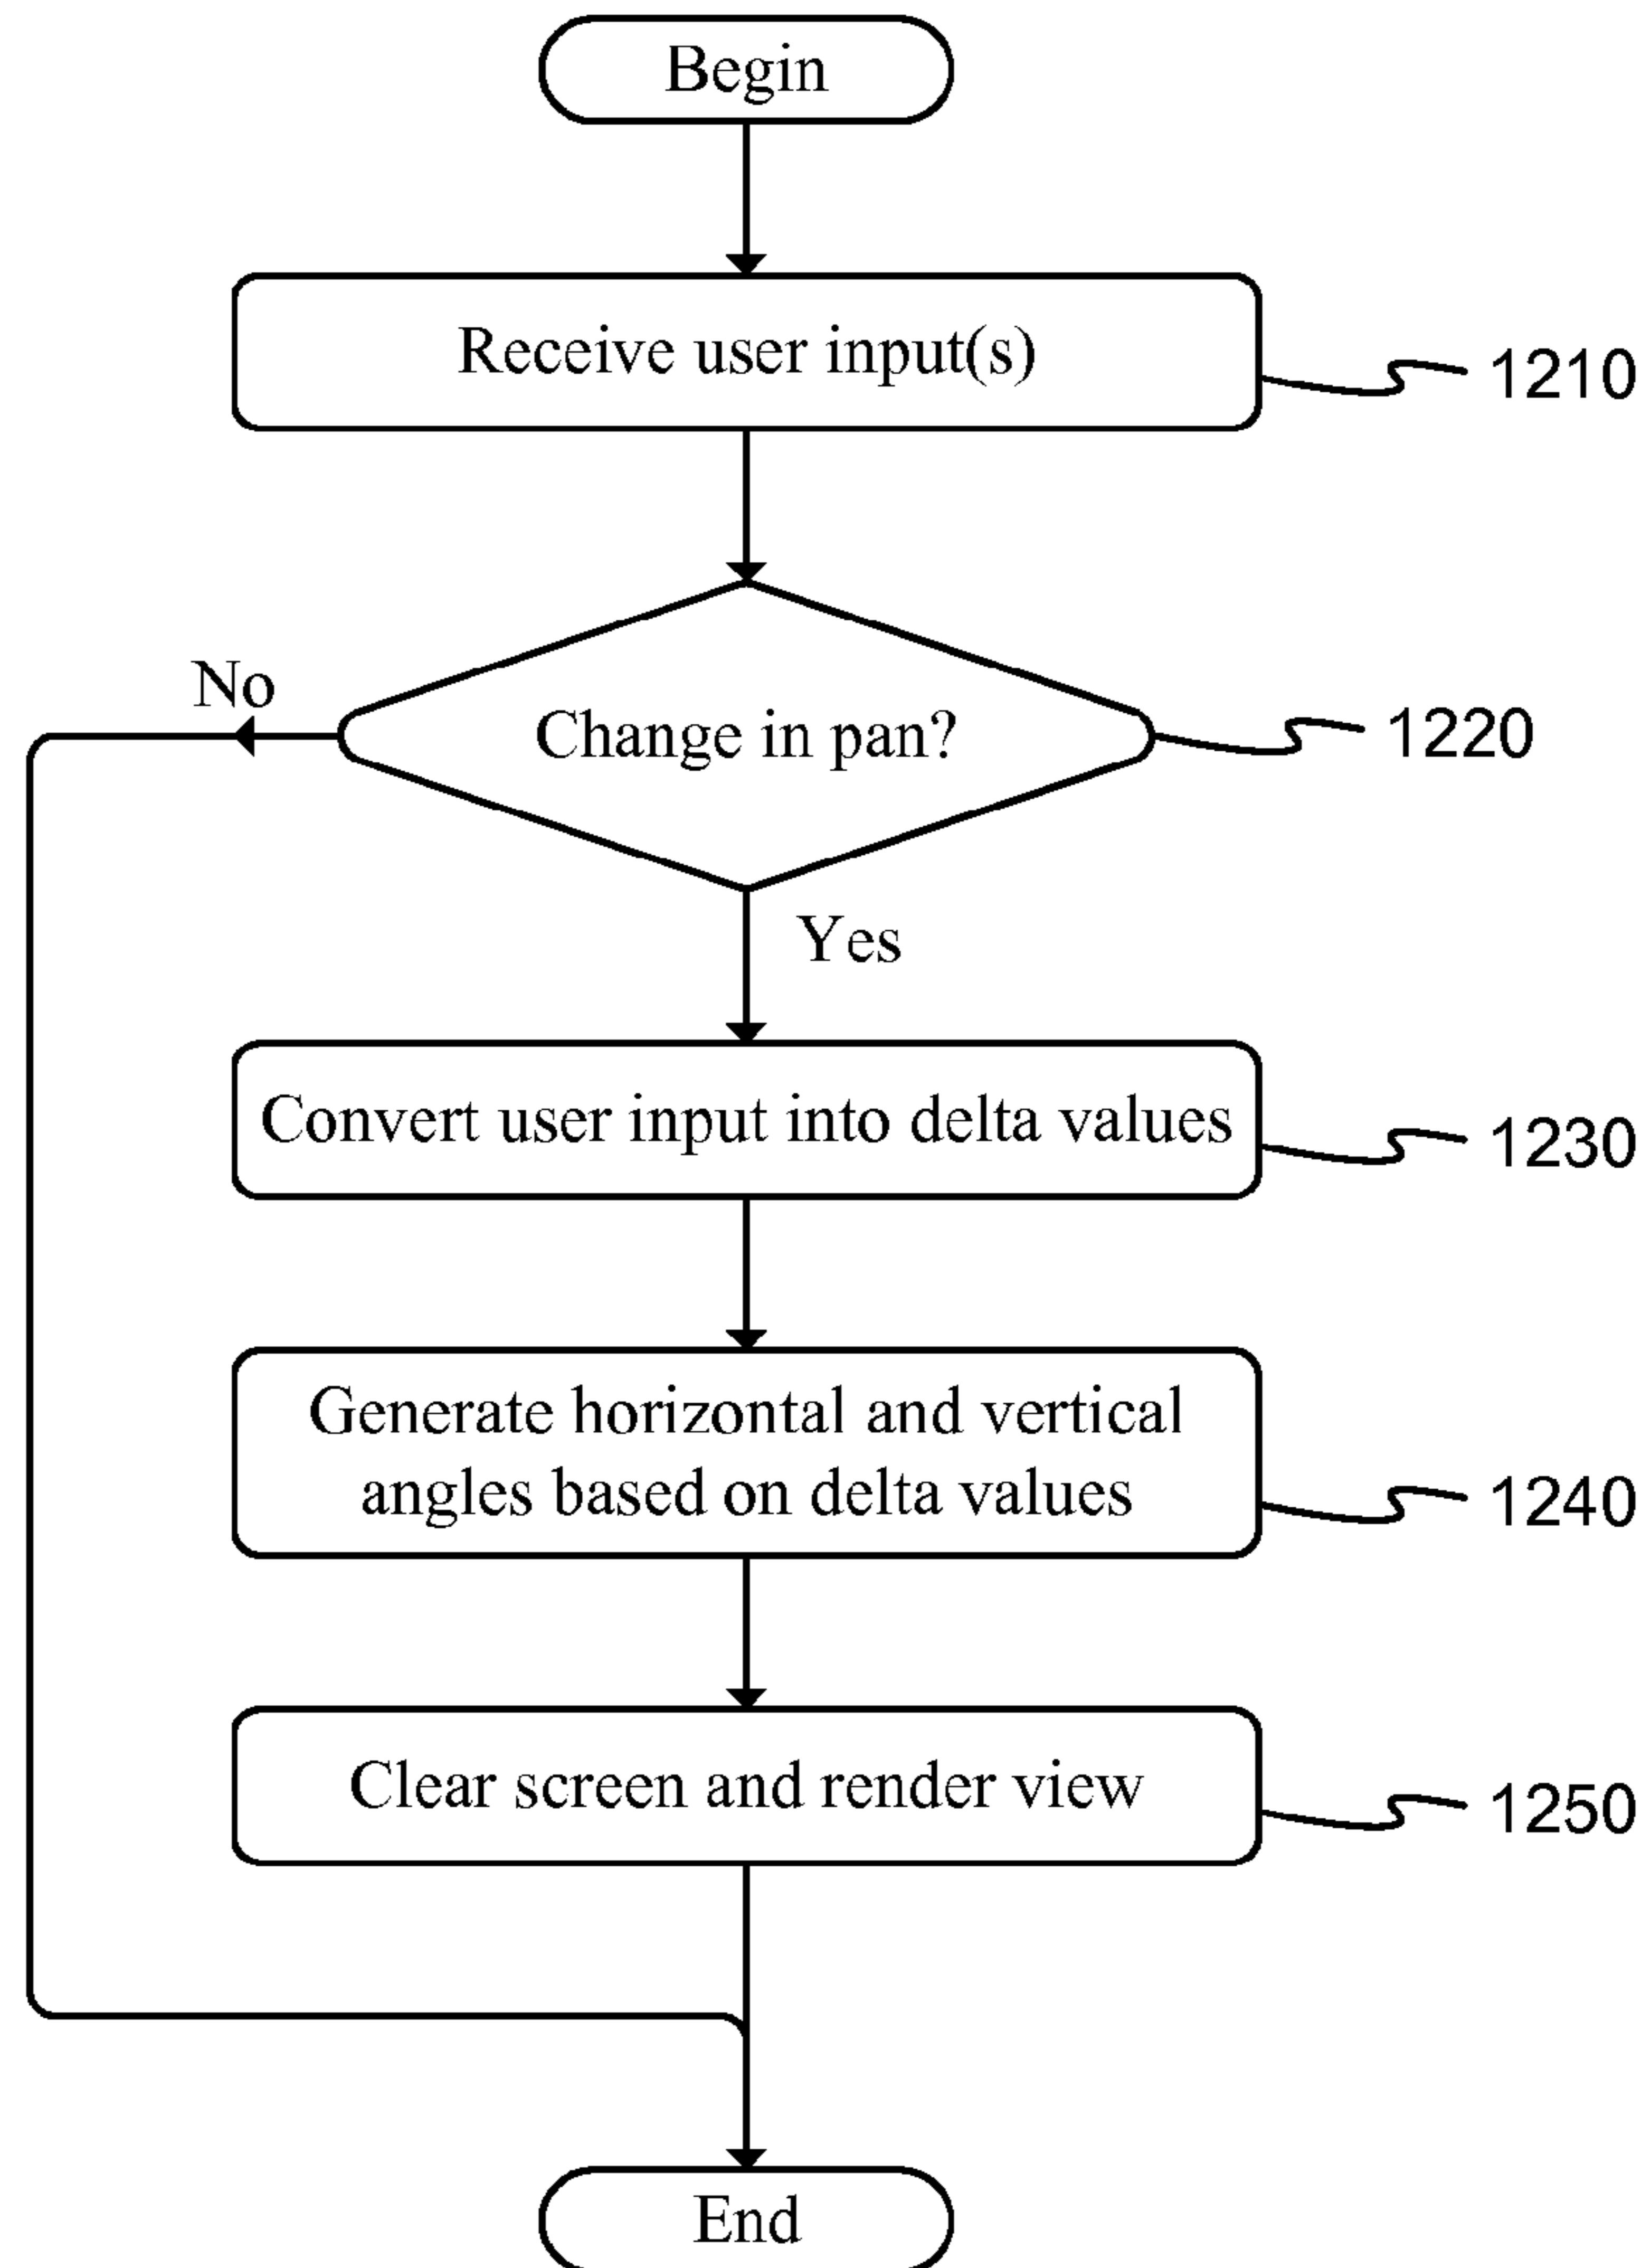 Begin
Receive user input(s)
1210
No
Change in pan?
1220
Yes
Convert user input into delta values
1230
Generate horizontal and vertical
angles based on delta values
1240
Clear screen and render view
1250
End